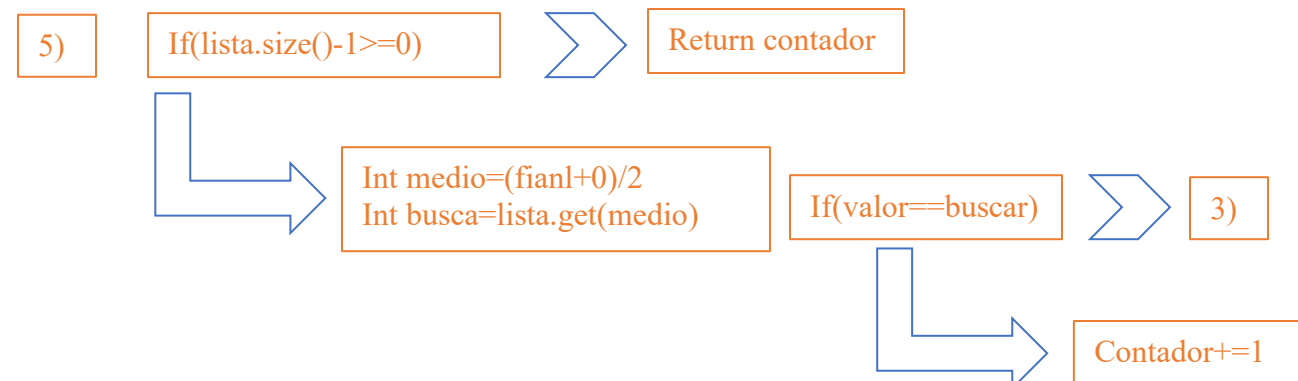 5)
If(lista.size()-1>=0)
Return contador
Int medio=(fianl+0)/2
Int busca=lista.get(medio)
If(valor==buscar)
3)
Contador+=1